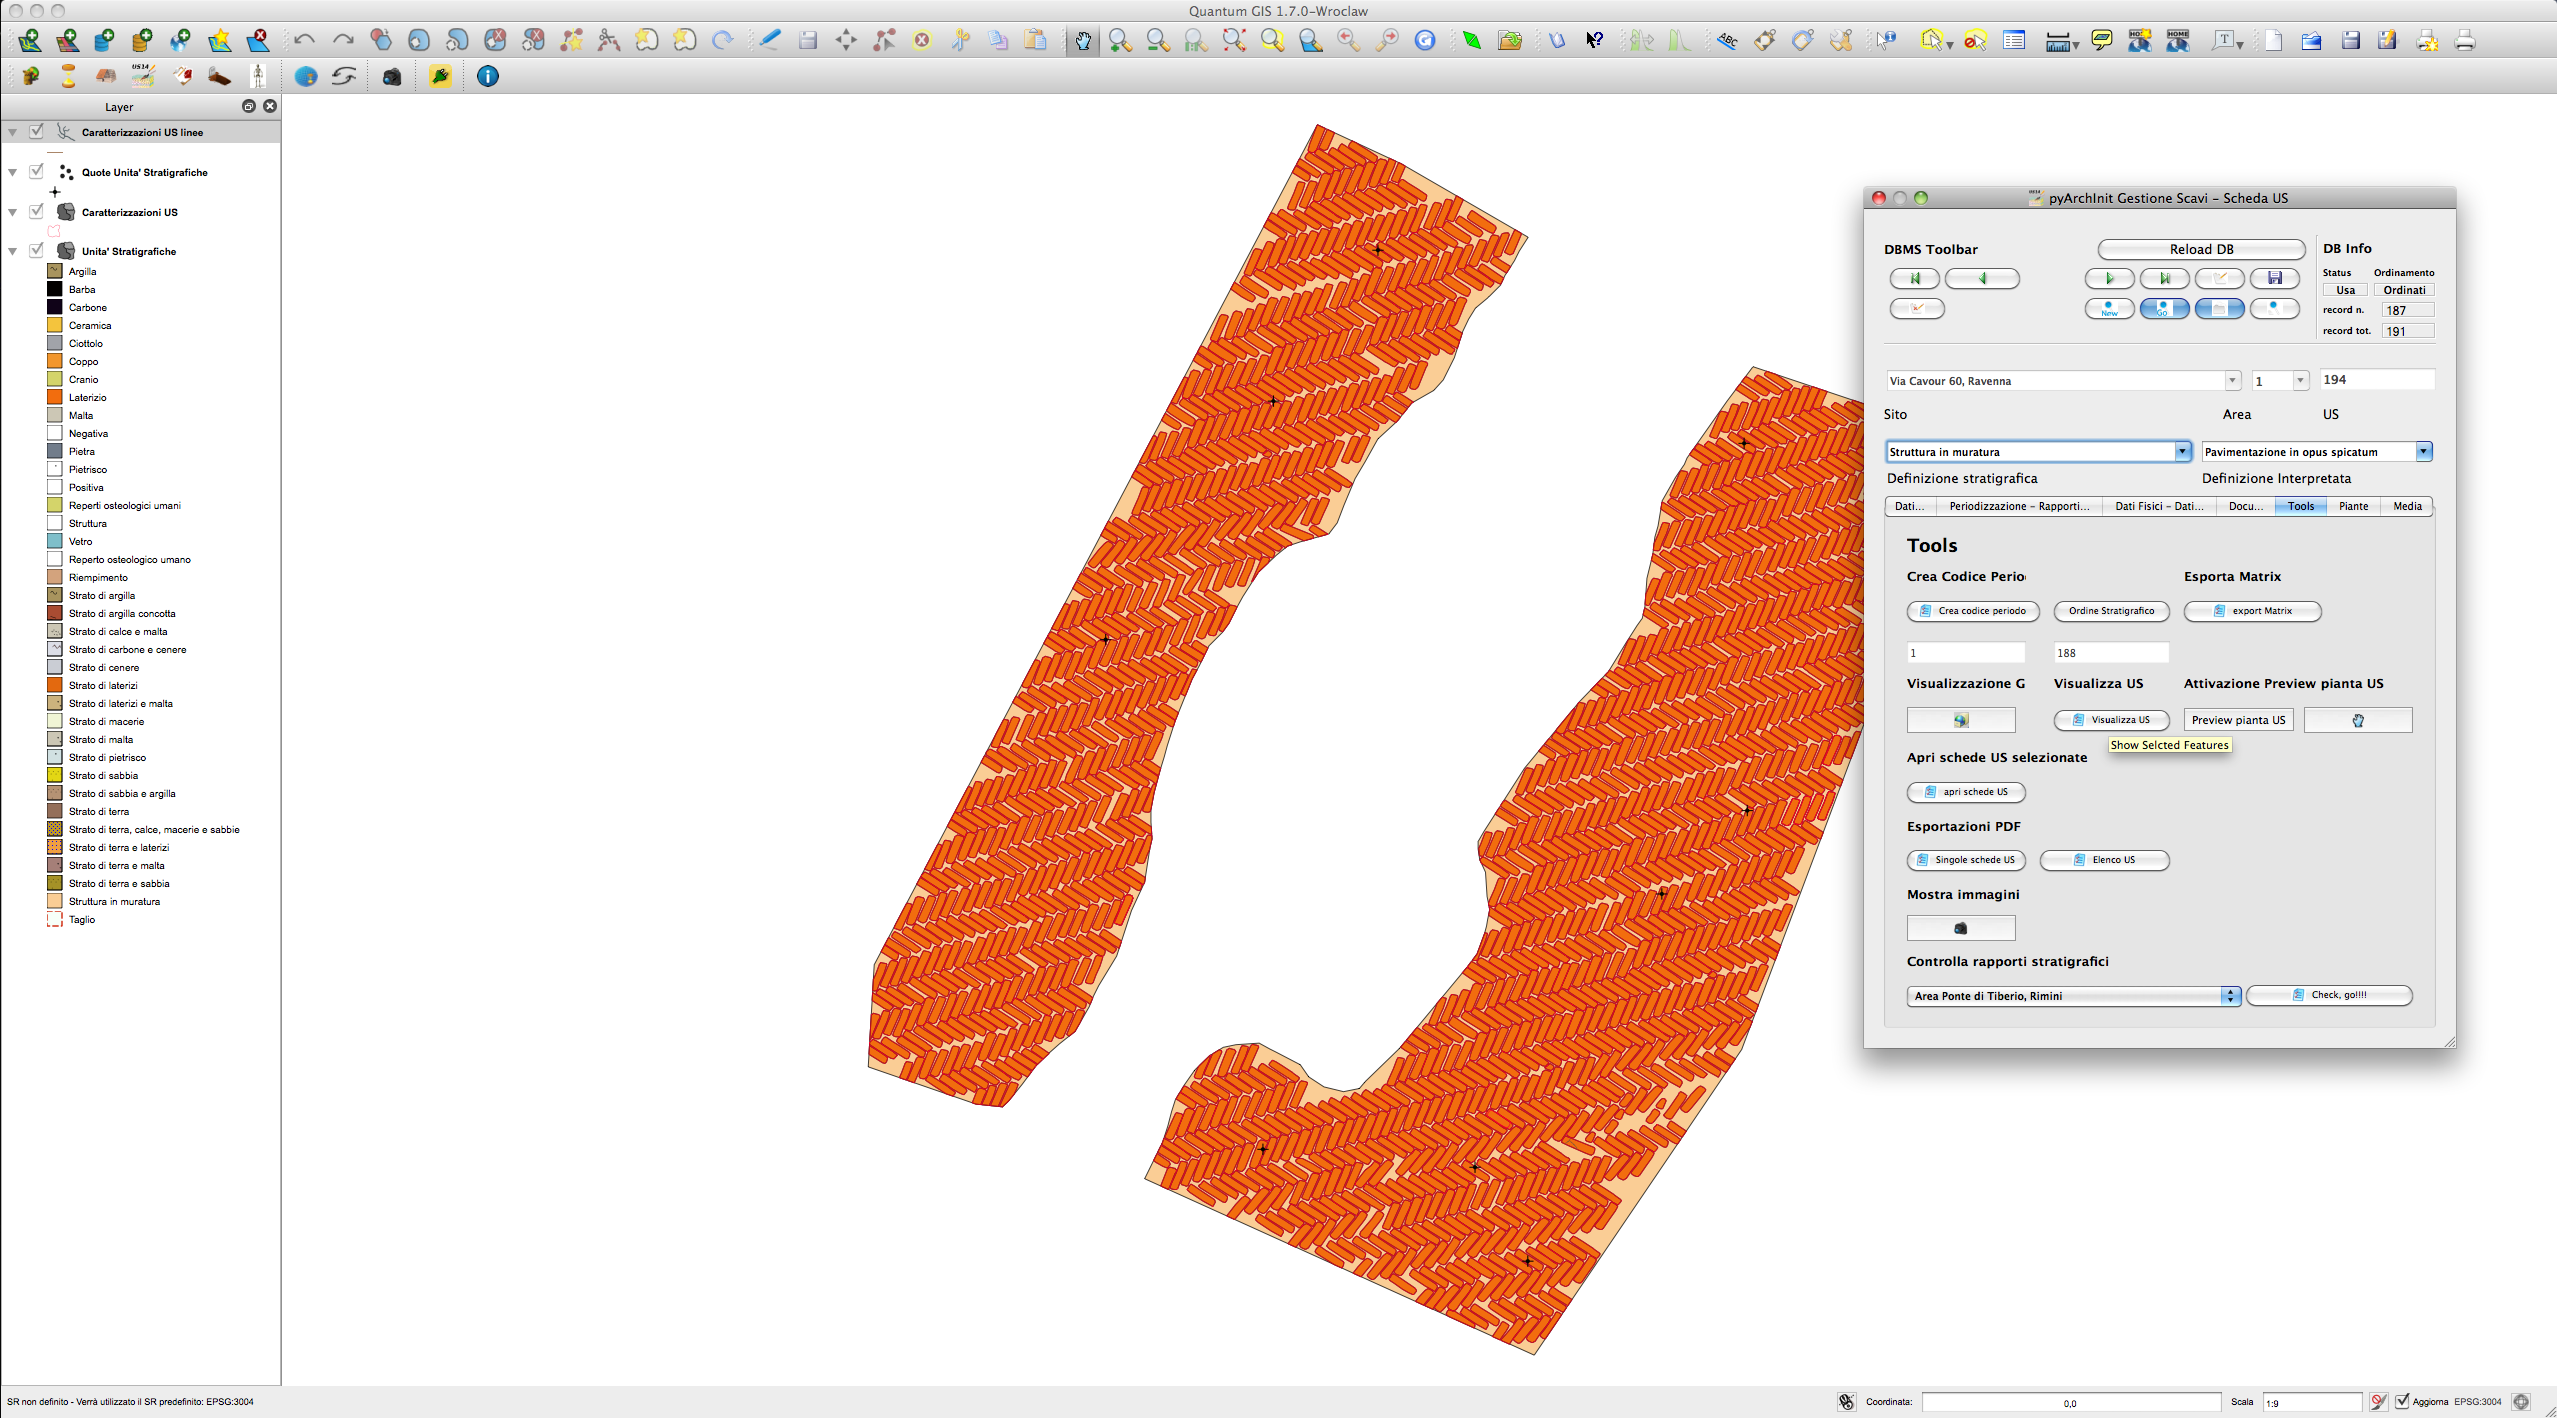 Quantum GIS 1.7.0-Wroclaw
Layer
Caratterizzazioni US linee
Quote Unita' Stratigrafiche
Caratterizzazioni US
Unita' Stratigrafiche
Argilla
Barba
Carbone
Ceramica
Ciottolo
Coppo
Cranio
Laterizio
Malta
Negativa
Pietra
Pietrisco
Positiva
Reperti osteologici umani
Struttura
Vetro
Reperto osteologico umano
Riempimento
Strato di argilla
Strato di argilla concotta
Strato di calce e malta
Strato di carbone e cenere
Strato di cenere
Strato di laterizi
Strato di laterizi e malta
Strato di macerie
Strato di malta
Strato di pietrisco
Strato di sabbia
Strato di sabbia e argilla
Strato di terra
Strato di terra, calce, macerie e sabbie
Strato di terra e laterizi
Strato di terra e malta
Strato di terra e sabbia
Struttura in muratura
Taglio
pyArchInit Gestione Scavi - Scheda US
DBMS Toolbar
Reload DB
DB Info
Status Ordinamento
Usa Ordinati
New Go
record n. 187
record tot. 191
Via Cavour 60, Ravenna 1 194
Sito Area US
Struttura in muratura Pavimentazione in opus spicatum
Definizione stratigrafica Definizione Interpretata
Dati... Periodizzazione - Rapporti... Dati Fisici - Dati... Docu... Tools Piante Media
Tools
Crea Codice Perio Esporta Matrix
Crea codice periodo Ordine Stratigrafico export Matrix
1 188
Visualizzazione G Visualizza US Attivazione Preview pianta US
Visualizza US Preview pianta US
Show Selcted Features
Apri schede US selezionate
apri schede US
Esportazioni PDF
Singole schede US Elenco US
Mostra immagini
Controlla rapporti stratigrafici
Area Ponte di Tiberio, Rimini Check, go!!!!
SR non definito - Verrà utilizzato il SR predefinito: EPSG:3004 Coordinata: 0,0 Scala 1:9 Aggiorna EPSG:3004